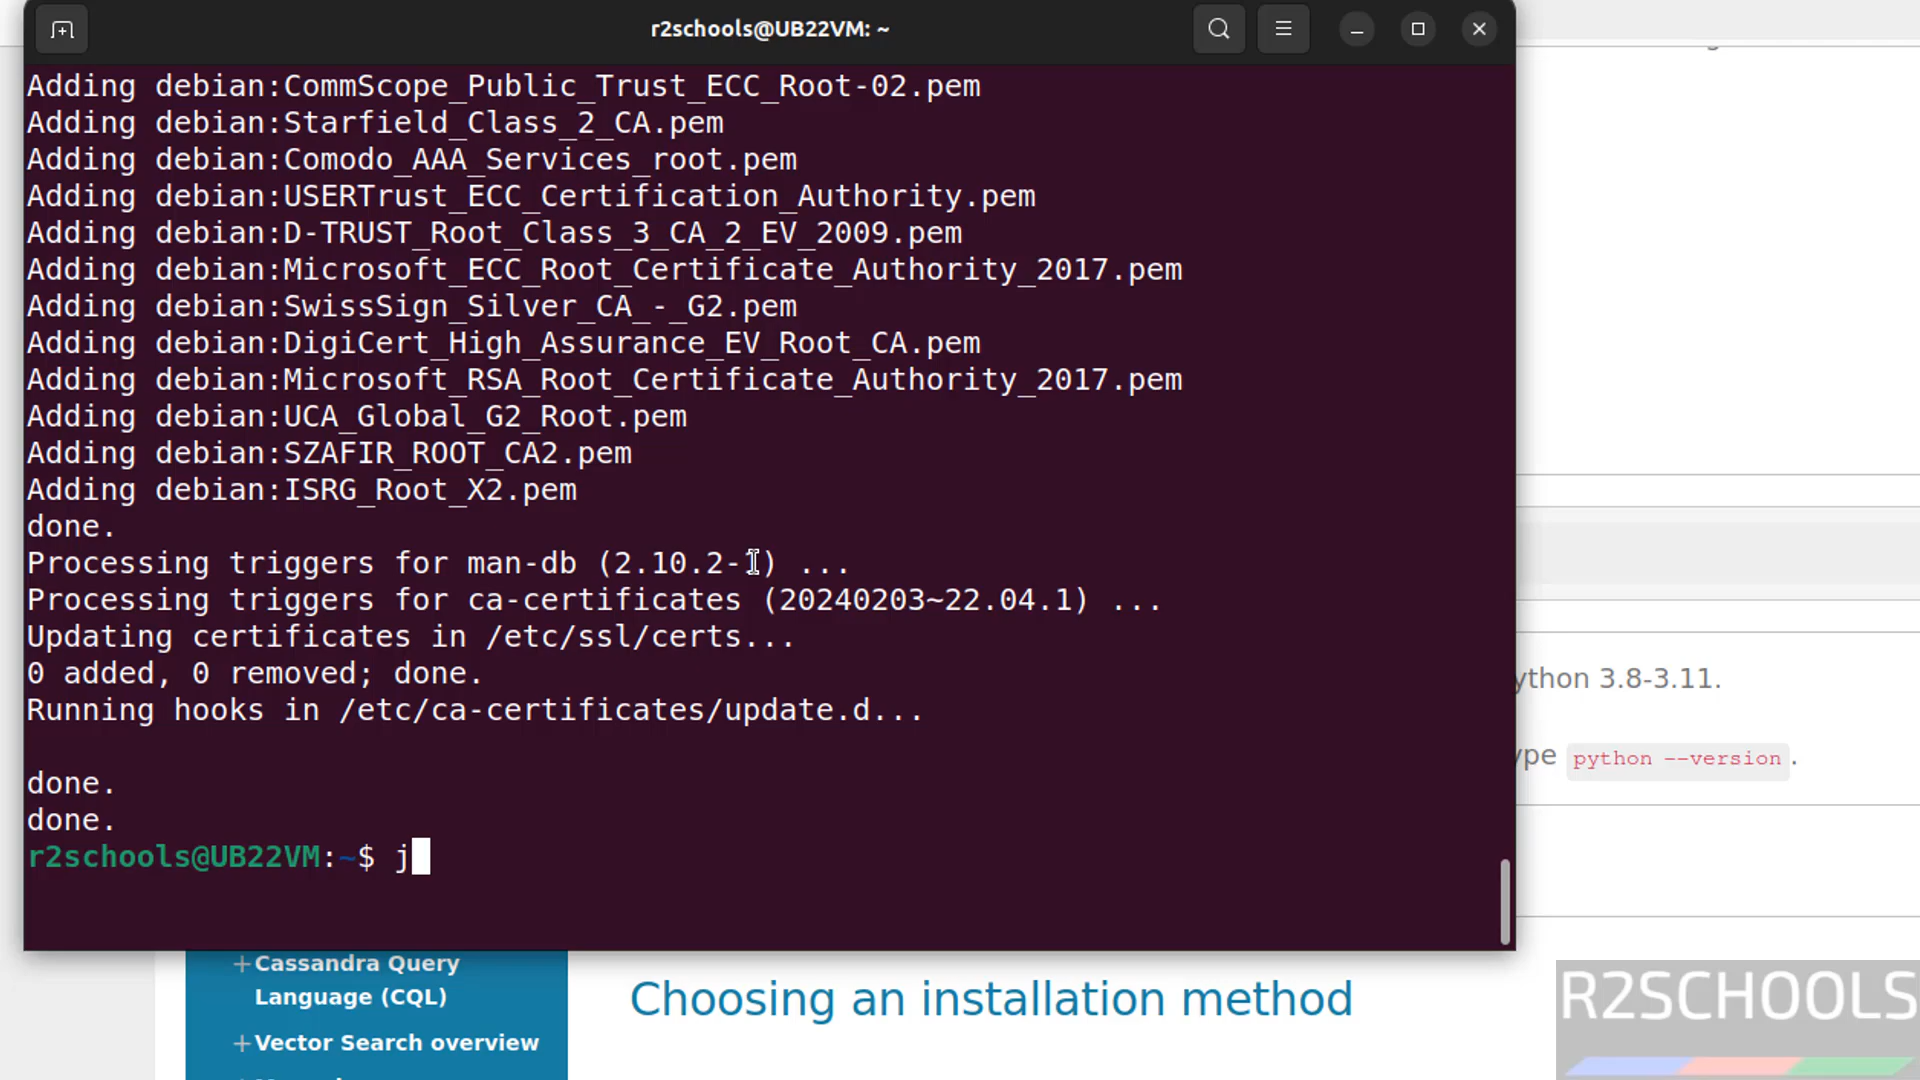 r2schools@UB22VM: ~
Adding debian:CommScope_Public_Trust_ECC_Root-02.pem
Adding debian:Starfield_Class_2_CA.pem
Adding debian:Comodo_AAA_Services_root.pem
Adding debian:USERTrust_ECC_Certification_Authority.pem
Adding debian:D-TRUST_Root_Class_3_CA_2_EV_2009.pem
Adding debian:Microsoft_ECC_Root_Certificate_Authority_2017.pem
Adding debian:SwissSign_Silver_CA_-_G2.pem
Adding debian:DigiCert_High_Assurance_EV_Root_CA.pem
Adding debian:Microsoft_RSA_Root_Certificate_Authority_2017.pem
Adding debian:UCA_Global_G2_Root.pem
Adding debian:SZAFIR_ROOT_CA2.pem
Adding debian:ISRG_Root_X2.pem
done.
Processing triggers for man-db (2.10.2-1) ...
Processing triggers for ca-certificates (20240203~22.04.1) ...
Updating certificates in /etc/ssl/certs...
0 added, 0 removed; done.
Running hooks in /etc/ca-certificates/update.d...
done.
done.
r2schools@UB22VM:~$ j
ython 3.8-3.11.
ype python --version.
+Cassandra Query
Language (CQL)
+Vector Search overview
Choosing an installation method
R2SCHOOLS